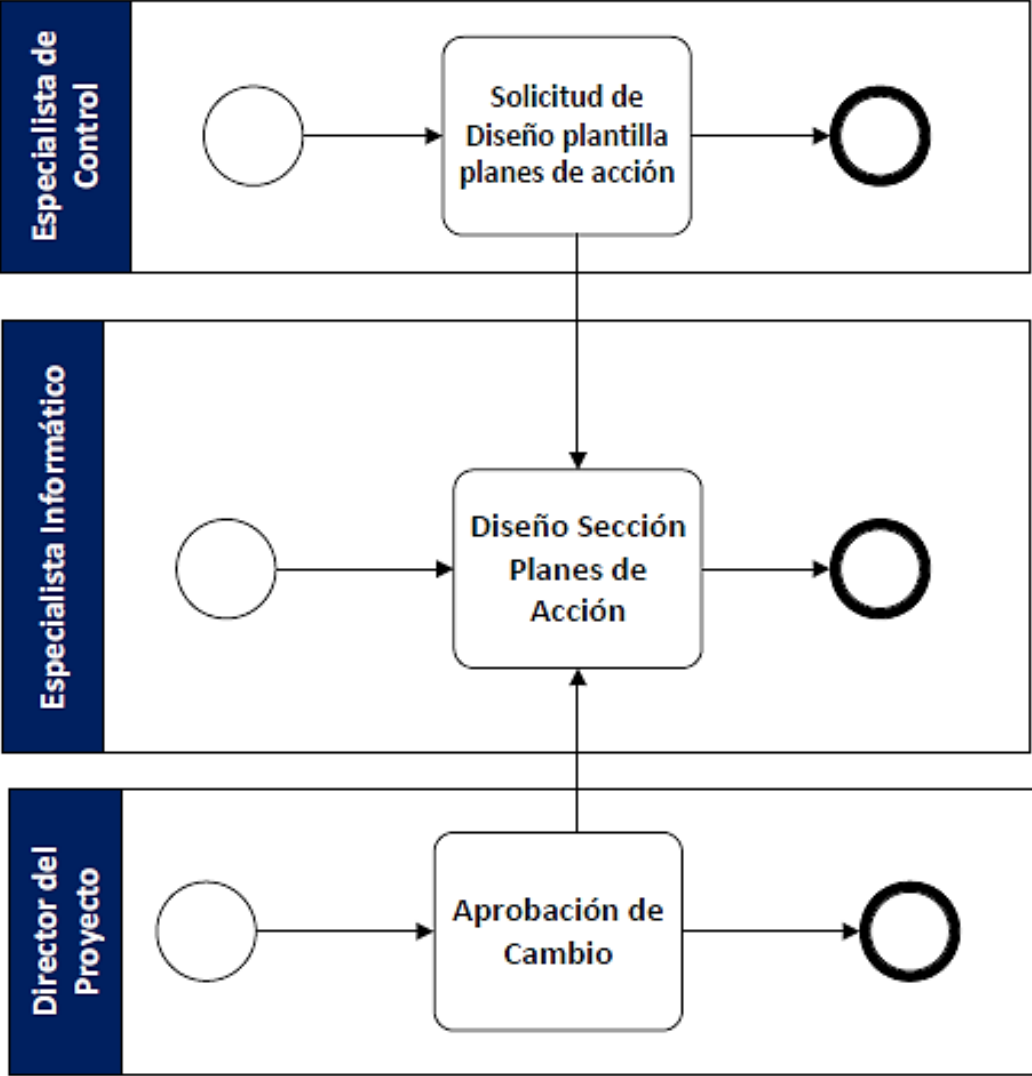 Especialista de
Control
Solicitud de
Diseño plantilla
planes de acción
Especialista Informático
Diseño Sección
Planes de
Acción
Director del
Proyecto
Aprobación de
Cambio